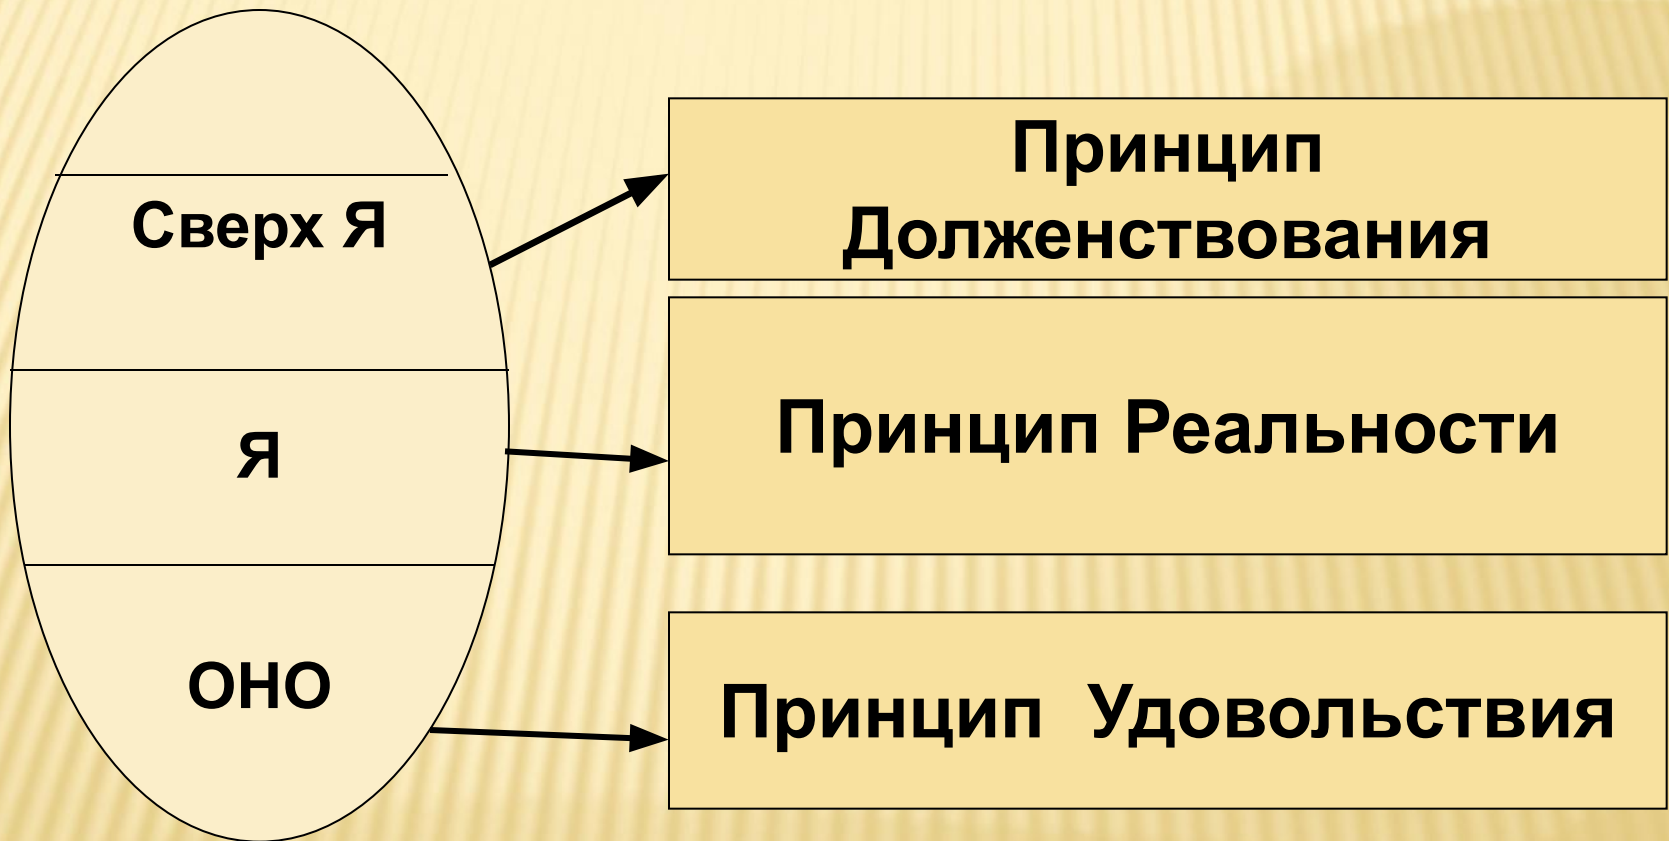 Сверх Я
Принцип
Долженствования
Я
Принцип Реальности
ОНО
Принцип Удовольствия